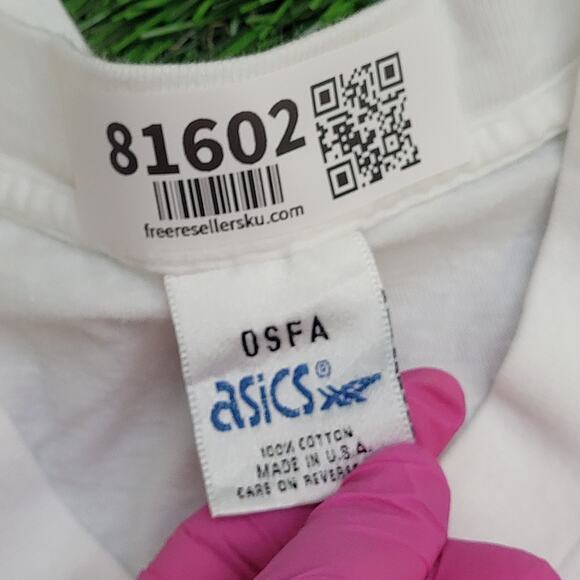 81602
freeresellersku.com
OSFA
asics®
100% COTTON
MADE IN U.S.A.
CARE ON REVERSE